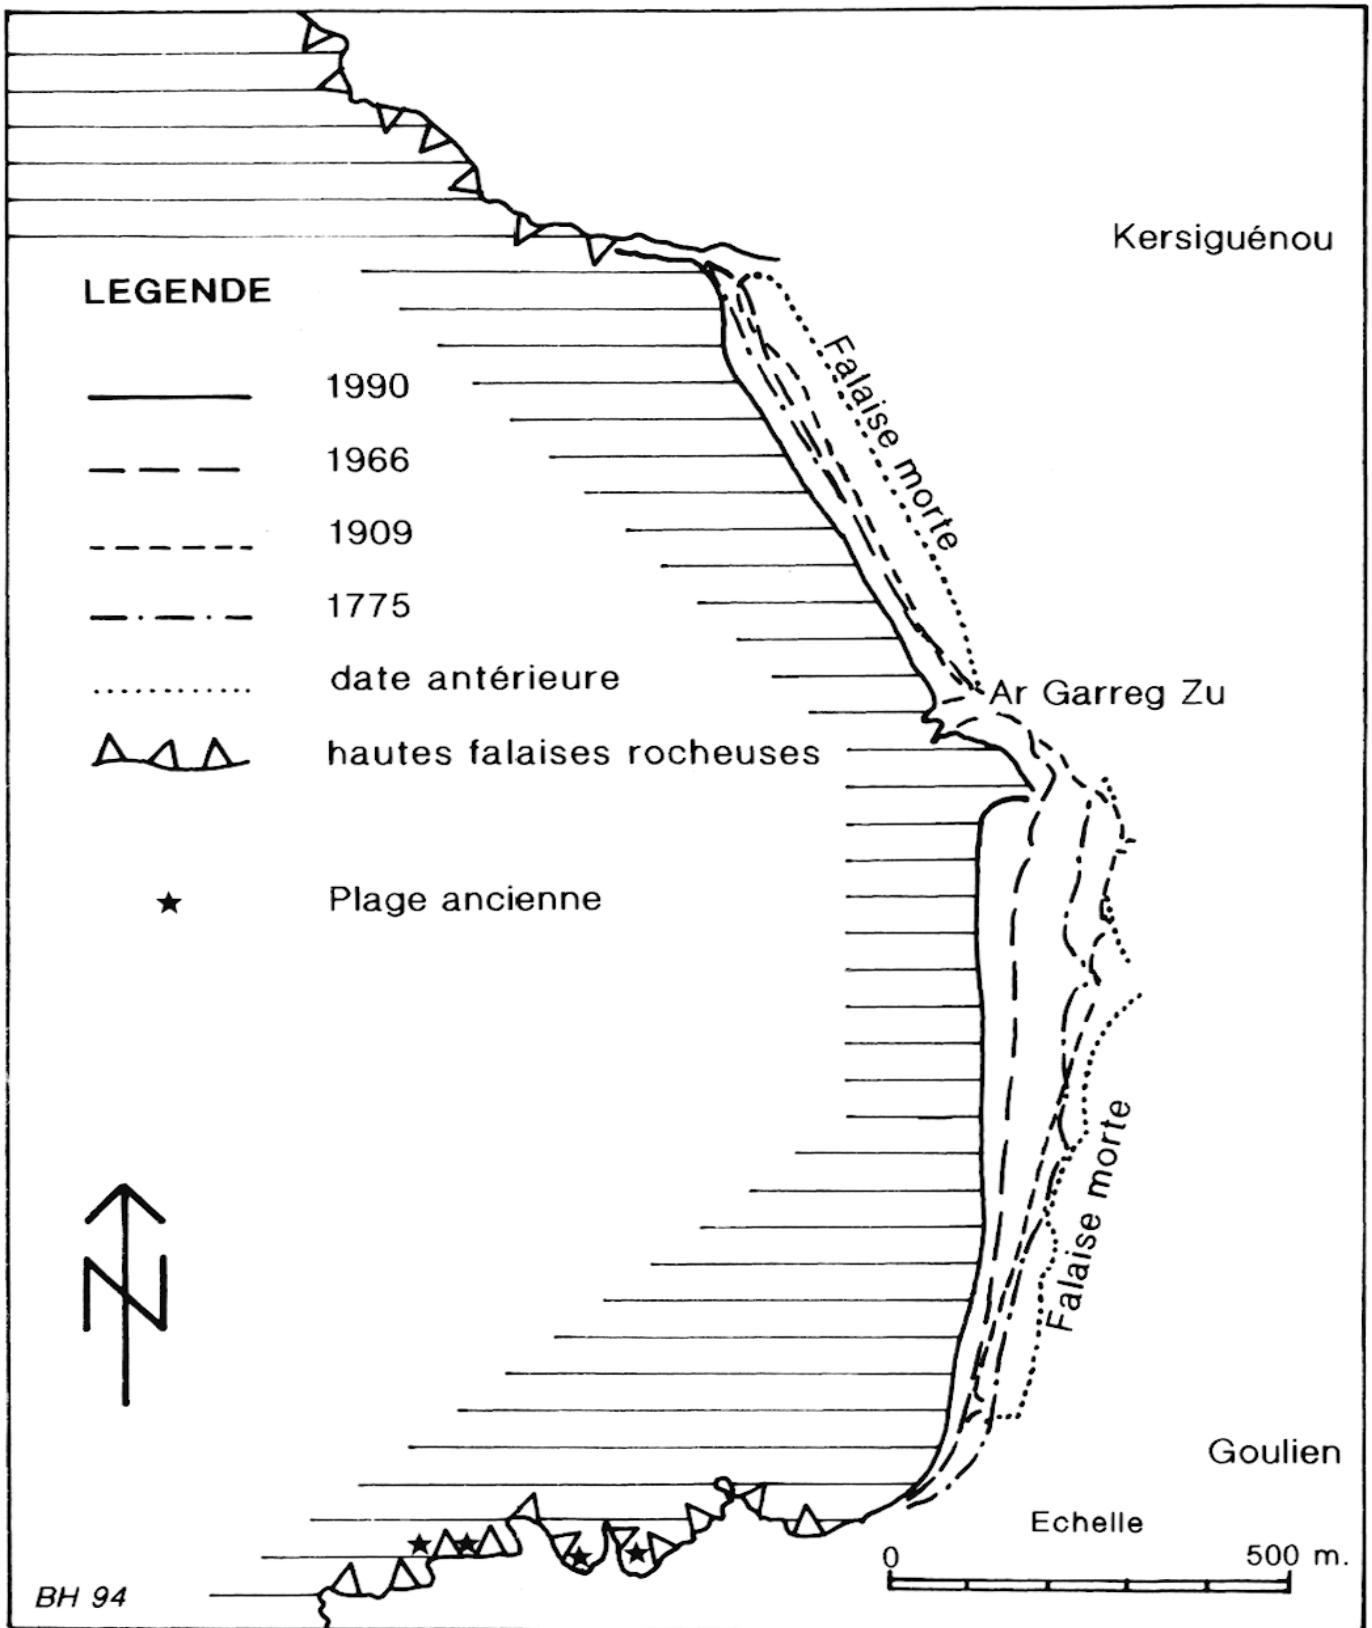 Kersiguénou
LEGENDE
1990
1966
1909
1775
date antérieure
hautes falaises rocheuses
Plage ancienne
Falaise morte
Ar Garreg Zu
Falaise morte
N
Goulien
Echelle
0 500 m.
BH 94